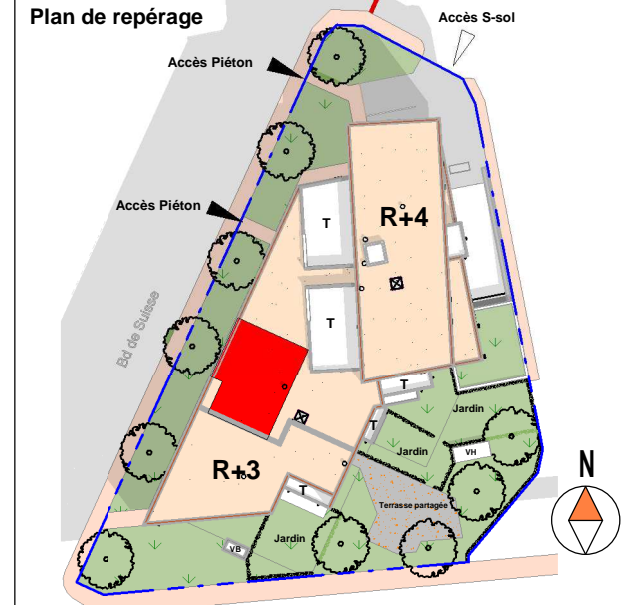 Plan de repérage
Accès S-sol
Accès Piéton
Accès Piéton
Bd de Suisse
T
R+4
T
T
Jardin
T
Jardin
VH
R+3
T
Terrasse partagée
Jardin
VB
N